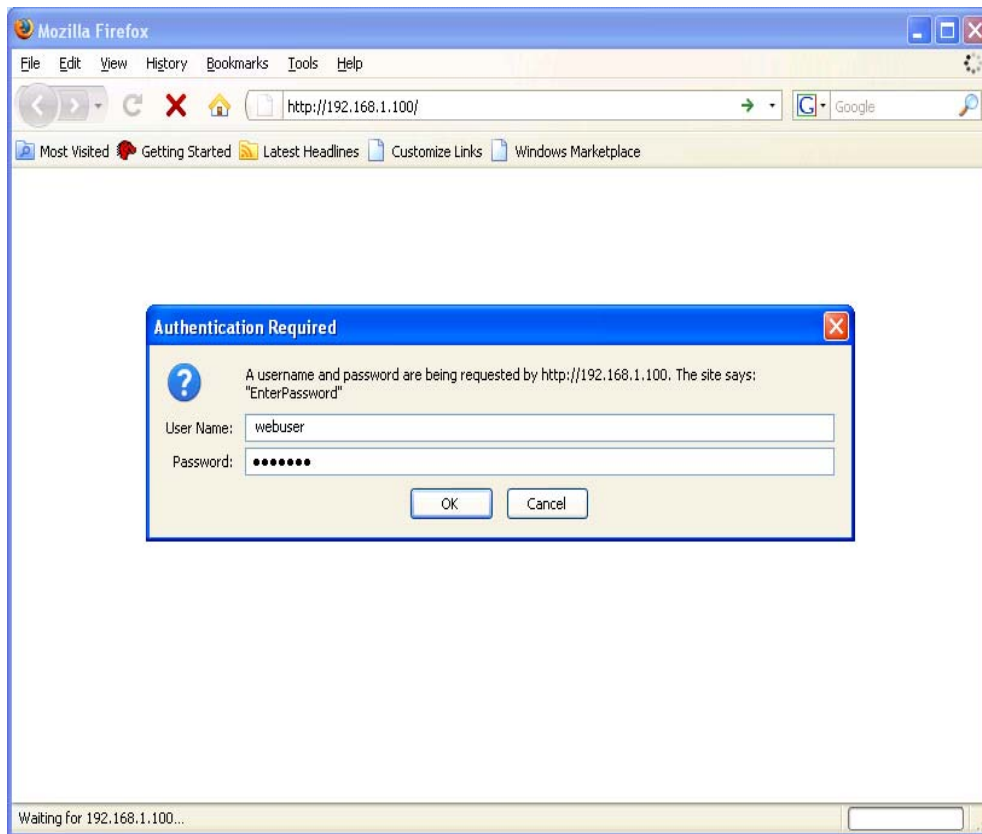 Mozilla Firefox
File Edit View History Bookmarks Tools Help
http://192.168.1.100/ G Google
Most Visited Getting Started Latest Headlines Customize Links Windows Marketplace
Authentication Required
A username and password are being requested by http://192.168.1.100. The site says:
"EnterPassword"
User Name: webuser
Password: •••••••
OK Cancel
Waiting for 192.168.1.100...